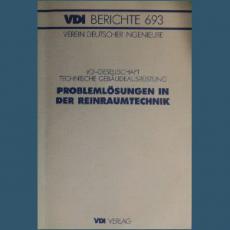 VDI BERICHTE 693
VEREIN DEUTSCHER INGENIEURE
VDI-GESELLSCHAFT
TECHNISCHE GEBÄUDEAUSRÜSTUNG
PROBLEMLÖSUNGEN IN
DER REINRAUMTECHNIK
VDI VERLAG